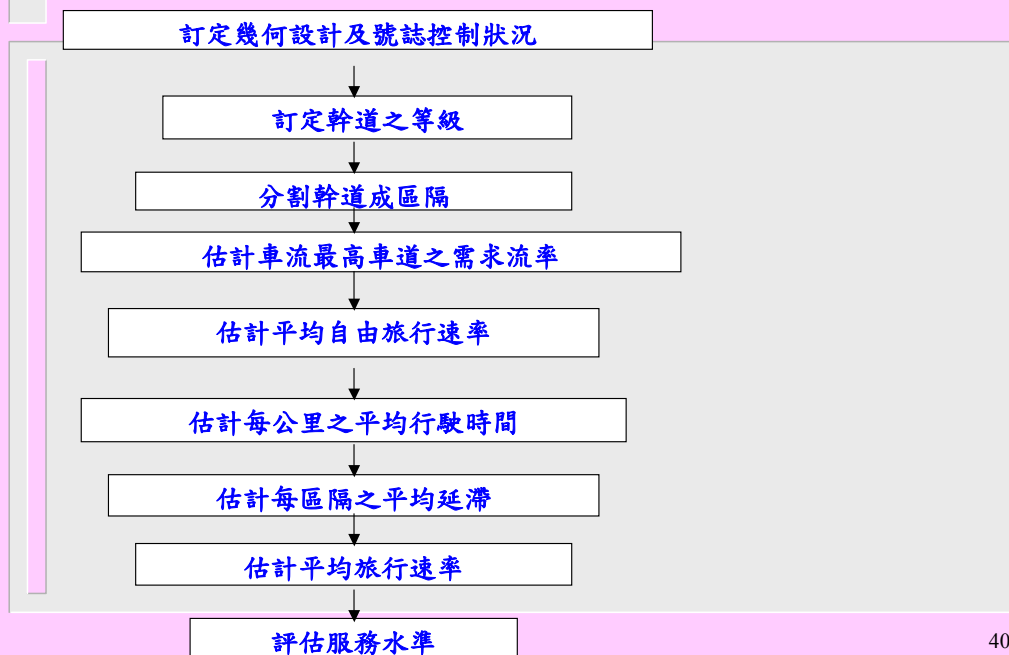 訂定幾何設計及號誌控制狀況
訂定幹道之等級
分割幹道成區隔
估計車流最高車道之需求流率
估計平均自由旅行速率
估計每公里之平均行駛時間
估計每區隔之平均延滯
估計平均旅行速率
評估服務水準
40